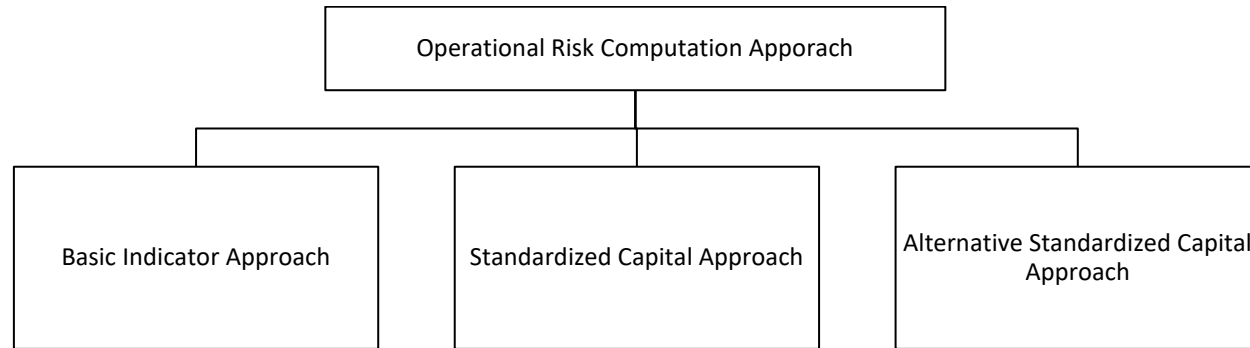 Operational Risk Computation Apporach
Basic Indicator Approach
Standardized Capital Approach
Alternative Standardized Capital
Approach